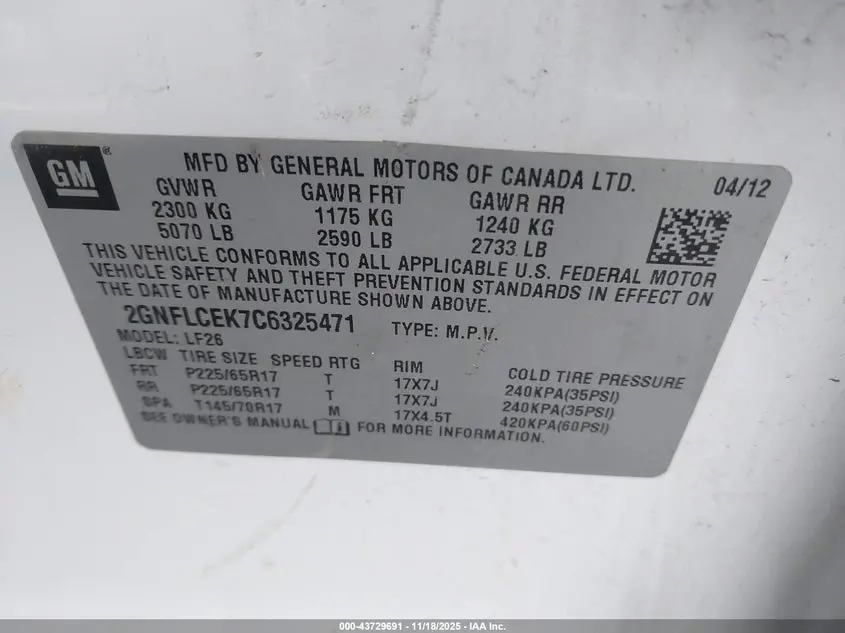 GM®
MFD BY GENERAL MOTORS OF CANADA LTD. 04/12
GVWR GAWR FRT GAWR RR
2300 KG 1175 KG 1240 KG
5070 LB 2590 LB 2733 LB
THIS VEHICLE CONFORMS TO ALL APPLICABLE U.S. FEDERAL MOTOR
VEHICLE SAFETY AND THEFT PREVENTION STANDARDS IN EFFECT ON
THE DATE OF MANUFACTURE SHOWN ABOVE.
2GNFLCEK7C6325471 TYPE: M.P.V.
MODEL: LF26
LBCW TIRE SIZE SPEED RTG RIM COLD TIRE PRESSURE
FRT P225/65R17 T 17X7J 240KPA(35PSI)
RR P225/65R17 T 17X7J 240KPA(35PSI)
SPA T145/70R17 M 17X4.5T 420KPA(60PSI)
SEE OWNER'S MANUAL FOR MORE INFORMATION.
000-43729691 - 11/18/2025 - IAA Inc.